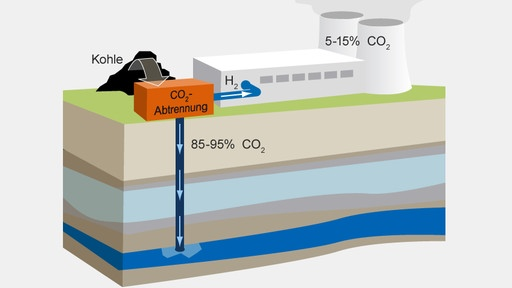 5-15% CO₂
Kohle
H₂
CO₂-
Abtrennung
85-95% CO₂